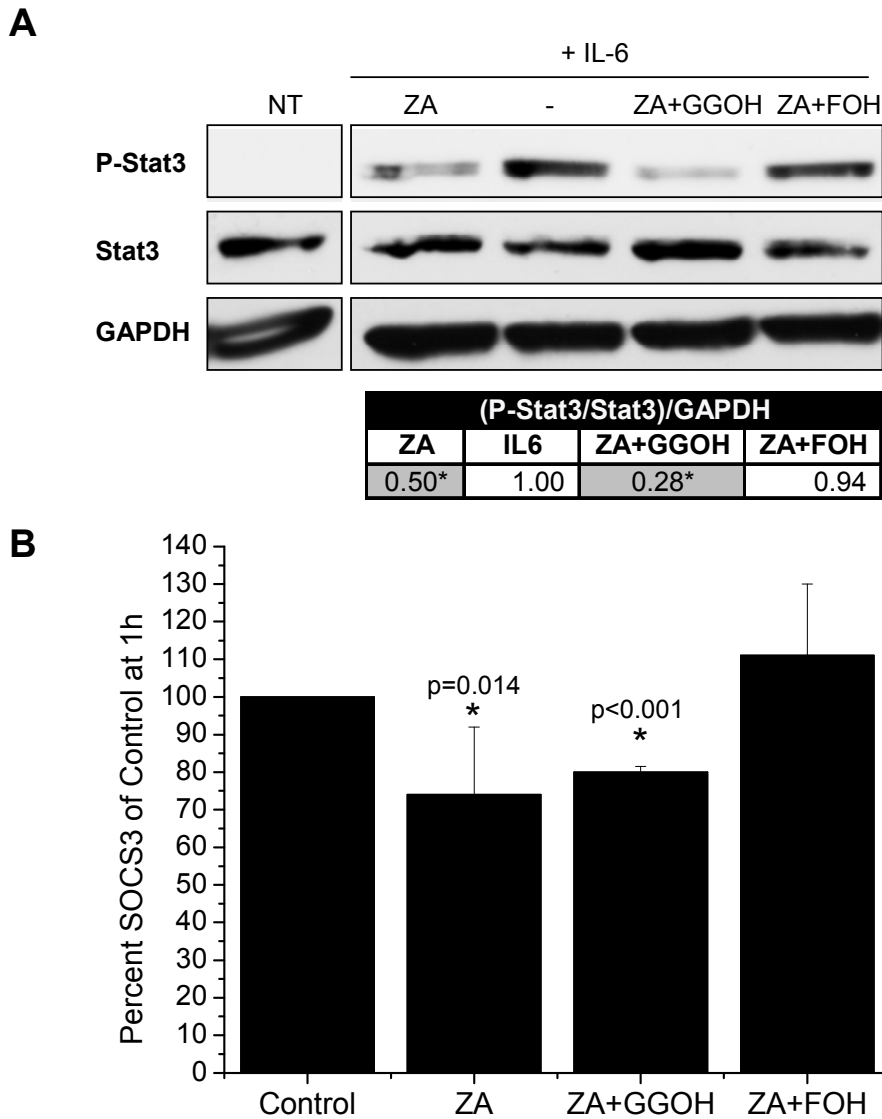 A
+ IL-6
NT ZA - ZA+GGOH ZA+FOH
P-Stat3
Stat3
GAPDH
(P-Stat3/Stat3)/GAPDH
ZA IL6 ZA+GGOH ZA+FOH
0.50* 1.00 0.28* 0.94
B
Percent SOCS3 of Control at 1h
140
130
120
110
100
90
80
70
60
50
40
30
20
10
0
p=0.014
*
p<0.001
*
Control ZA ZA+GGOH ZA+FOH